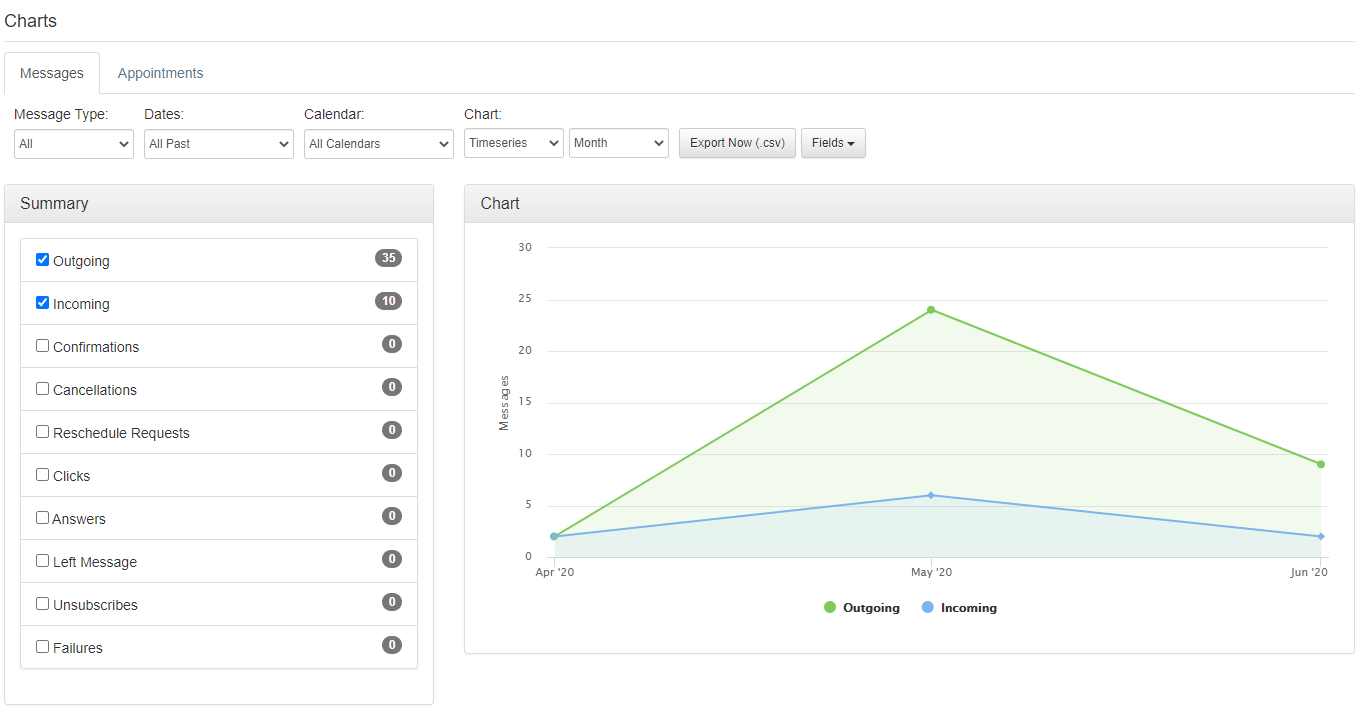 Charts
Messages Appointments
Message Type: Dates: Calendar: Chart:
All All Past All Calendars Timeseries Month Export Now (.csv) Fields
Summary
Outgoing 35
Incoming 10
Confirmations 0
Cancellations 0
Reschedule Requests 0
Clicks 0
Answers 0
Left Message 0
Unsubscribes 0
Failures 0
Chart
30
25
20
15
10
5
0
Messages
Apr '20 May '20 Jun '20
Outgoing Incoming